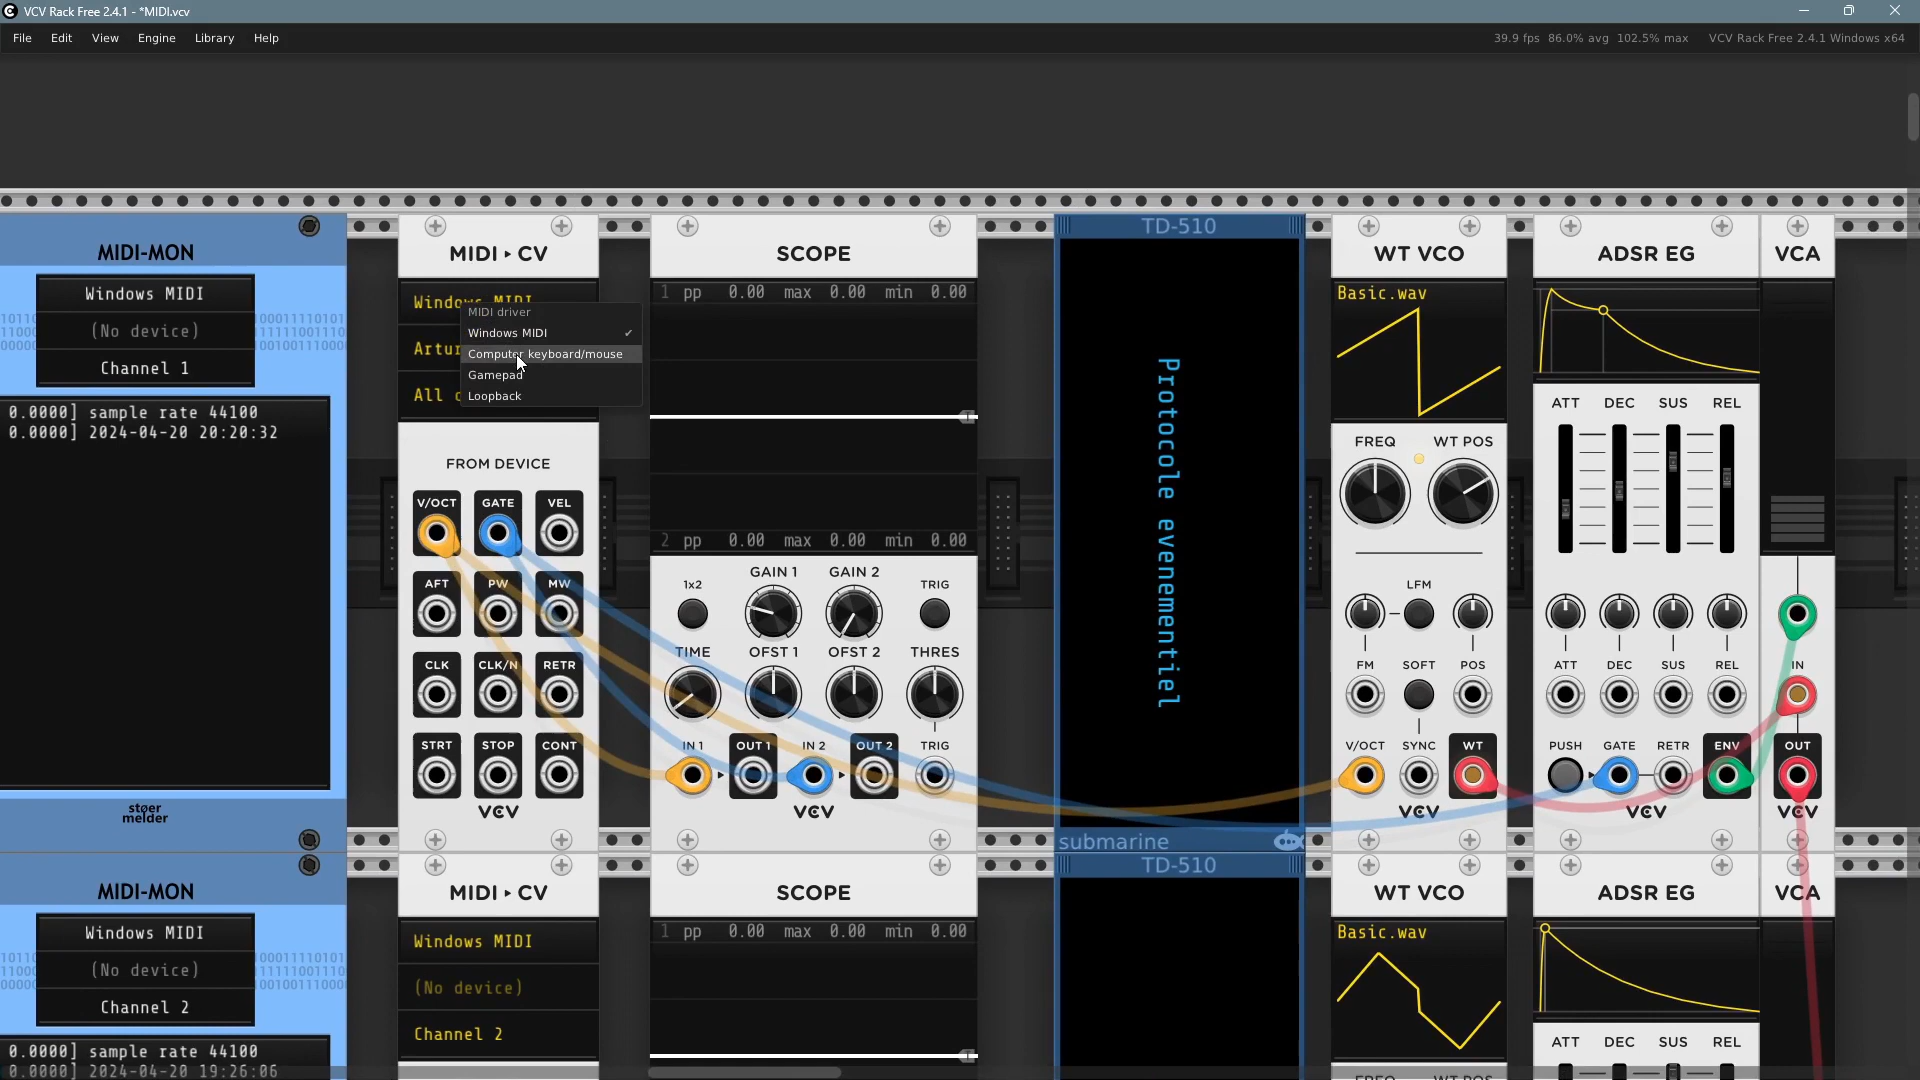 VCV Rack Free 2.4.1 - *MIDI.vcv
File Edit View Engine Library Help
39.9 fps 86.0% avg 102.5% max VCV Rack Free 2.4.1 Windows x64
MIDI-MON
Windows MIDI
(No device)
Channel 1
0.0000] sample rate 44100
0.0000] 2024-04-20 20:20:32
støer
melder
MIDI ▸ CV
Windows MIDI
MIDI driver
Windows MIDI ✓
Computer keyboard/mouse
Gamepad
Loopback
FROM DEVICE
V/OCT GATE VEL
AFT PW MW
CLK CLK/N RETR
STRT STOP CONT
VCV
SCOPE
1 pp 0.00 max 0.00 min 0.00
2 pp 0.00 max 0.00 min 0.00
1x2 GAIN 1 GAIN 2 TRIG
TIME OFST 1 OFST 2 THRES
IN 1 OUT 1 IN 2 OUT 2 TRIG
VCV
TD-510
Protocole evenementiel
submarine
WT VCO
Basic.wav
FREQ WT POS
LFM
FM SOFT POS
V/OCT SYNC WT
VCV
ADSR EG
ATT DEC SUS REL
ATT DEC SUS REL
PUSH GATE RETR ENV
VCV
VCA
IN
OUT
VCV
MIDI-MON
Windows MIDI
(No device)
Channel 2
0.0000] sample rate 44100
0.0000] 2024-04-20 19:26:06
MIDI ▸ CV
Windows MIDI
(No device)
Channel 2
SCOPE
1 pp 0.00 max 0.00 min 0.00
TD-510
WT VCO
Basic.wav
FREQ WT POS
ADSR EG
ATT DEC SUS REL
VCA